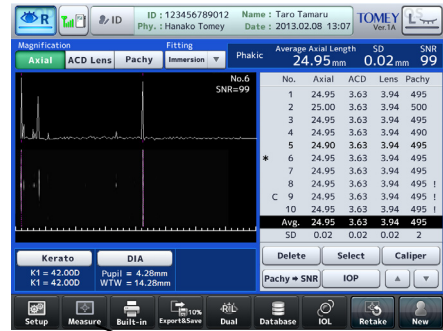 R
/ ID
ID : 123456789012
Phy. : Hanako Tomey
Name : Taro Tamaru
Date : 2013.02.08 13:07
TOMEY
Ver.1A
Magnification
Axial
ACD Lens
Pachy
Fitting
Immersion ▼
Phakic
Average Axial Length
24.95 mm
SD
0.02 mm
SNR
99
No.6
SNR=99
No. Axial ACD Lens Pachy
1 24.95 3.63 3.94 495
2 25.00 3.63 3.94 500
3 24.95 3.63 3.94 495
4 24.95 3.63 3.94 490
5 24.90 3.63 3.94 495
* 6 24.95 3.63 3.94 495
7 24.95 3.63 3.94 495
8 24.95 3.63 3.94 495 !
C 9 24.95 3.63 3.94 495 !
10 24.95 3.63 3.94 495 !
Avg. 24.95 3.63 3.94 495
SD 0.02 0.02 0.02 2
Kerato
K1 = 42.00D
K1 = 42.00D
DIA
Pupil = 4.28mm
WTW = 14.28mm
Delete
Select
Caliper
Pachy → SNR
IOP
▲
▼
Setup
Measure
Built-in
10%
Export&Save
R/L
Dual
Database
IOL
Retake
New